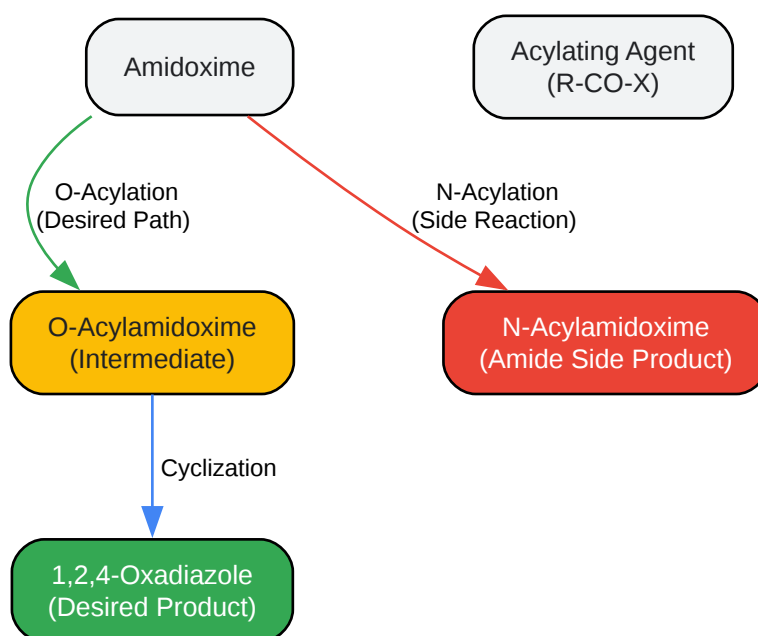 Amidoxime
Acylating Agent
(R-CO-X)
O-Acylation
(Desired Path)
N-Acylation
(Side Reaction)
O-Acylamidoxime
(Intermediate)
N-Acylamidoxime
(Amide Side Product)
Cyclization
1,2,4-Oxadiazole
(Desired Product)